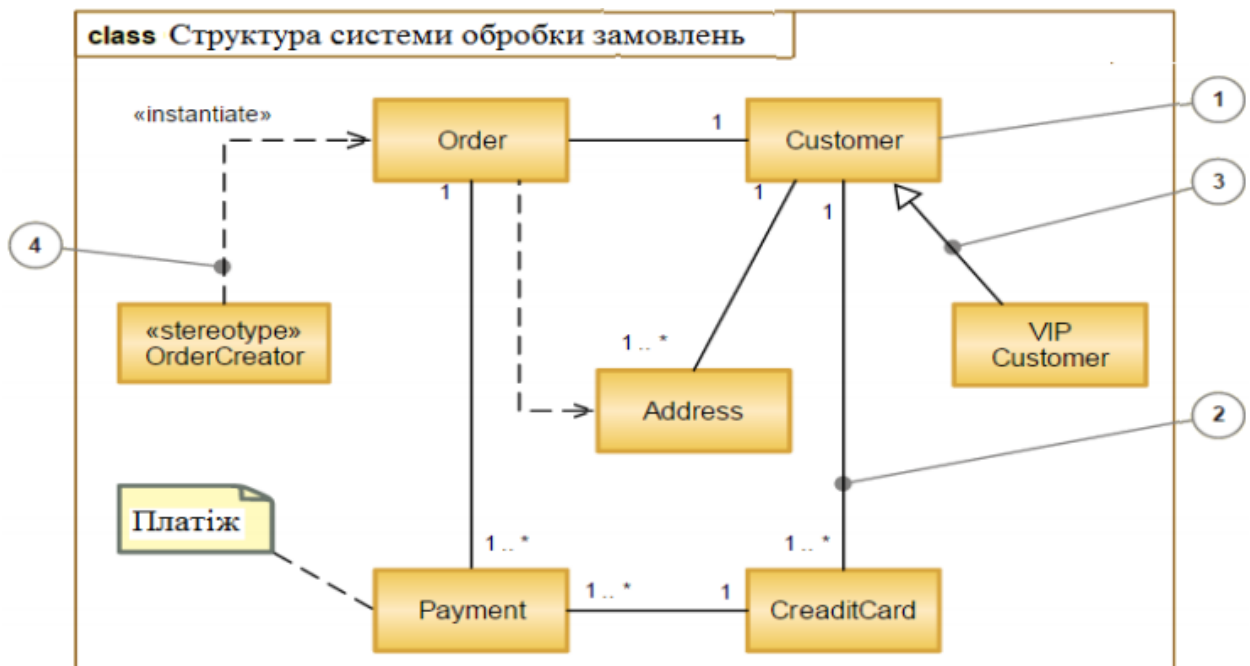 class Структура системи обробки замовлень
«instantiate»
Order
1
Customer
1
1
1
1
3
4
«stereotype»
OrderCreator
1 .. *
VIP
Customer
Address
2
Платіж
1 .. *
1 .. *
Payment
1 .. *
1
CreaditCard